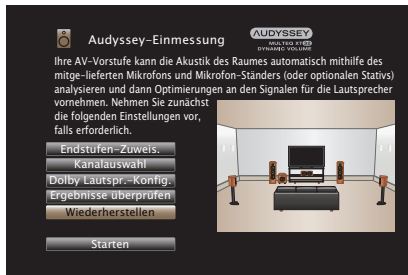 Audyssey-Einmessung
AUDYSSEY
MULTEQ XT32
DYNAMIC VOLUME
Ihre AV-Vorstufe kann die Akustik des Raumes automatisch mithilfe des
mitge-lieferten Mikrofons und Mikrofon-Ständers (oder optionalen Stativs)
analysieren und dann Optimierungen an den Signalen für die Lautsprecher
vornehmen. Nehmen Sie zunächst
die folgenden Einstellungen vor,
falls erforderlich.
Endstufen-Zuweis.
Kanalauswahl
Dolby Lautspr.-Konfig.
Ergebnisse überprüfen
Wiederherstellen
Starten